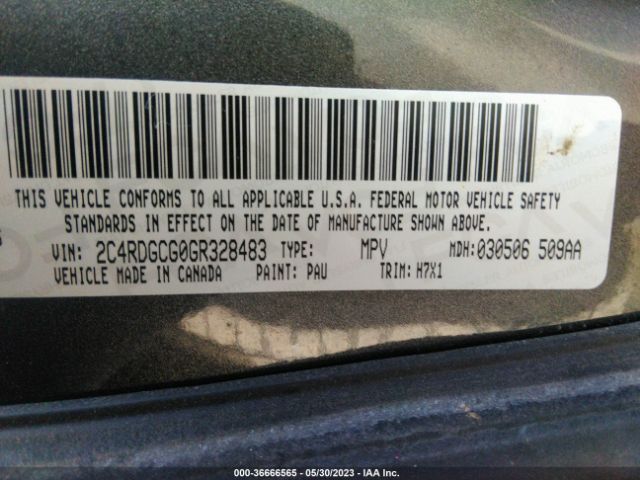 THIS VEHICLE CONFORMS TO ALL APPLICABLE U.S.A. FEDERAL MOTOR VEHICLE SAFETY
STANDARDS IN EFFECT ON THE DATE OF MANUFACTURE SHOWN ABOVE.
VIN: 2C4RDGCG0GR328483 TYPE: MPV MDH:030506 509AA
VEHICLE MADE IN CANADA PAINT: PAU TRIM: H7X1
000-36666565 - 05/30/2023 - IAA Inc.